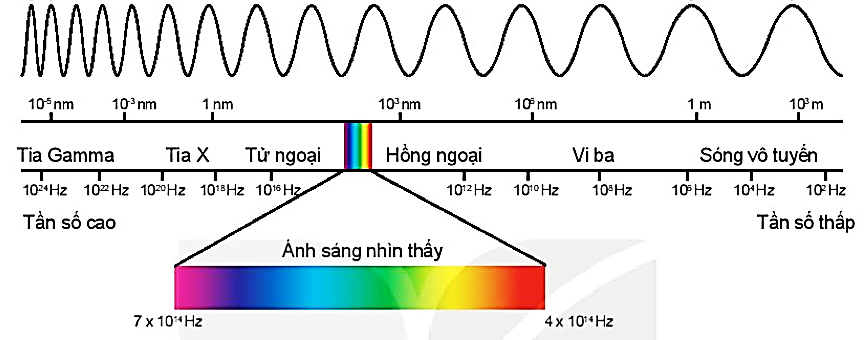 10⁻⁵ nm 10⁻³ nm 1 nm 10³ nm 10⁶ nm 1 m 10³ m
Tia Gamma Tia X Tử ngoại Hồng ngoại Vi ba Sóng vô tuyến
10²⁴ Hz 10²² Hz 10²⁰ Hz 10¹⁸ Hz 10¹⁶ Hz 10¹² Hz 10¹⁰ Hz 10⁸ Hz 10⁶ Hz 10⁴ Hz 10² Hz
Tần số cao Tần số thấp
Ánh sáng nhìn thấy
7 x 10¹⁴ Hz 4 x 10¹⁴ Hz